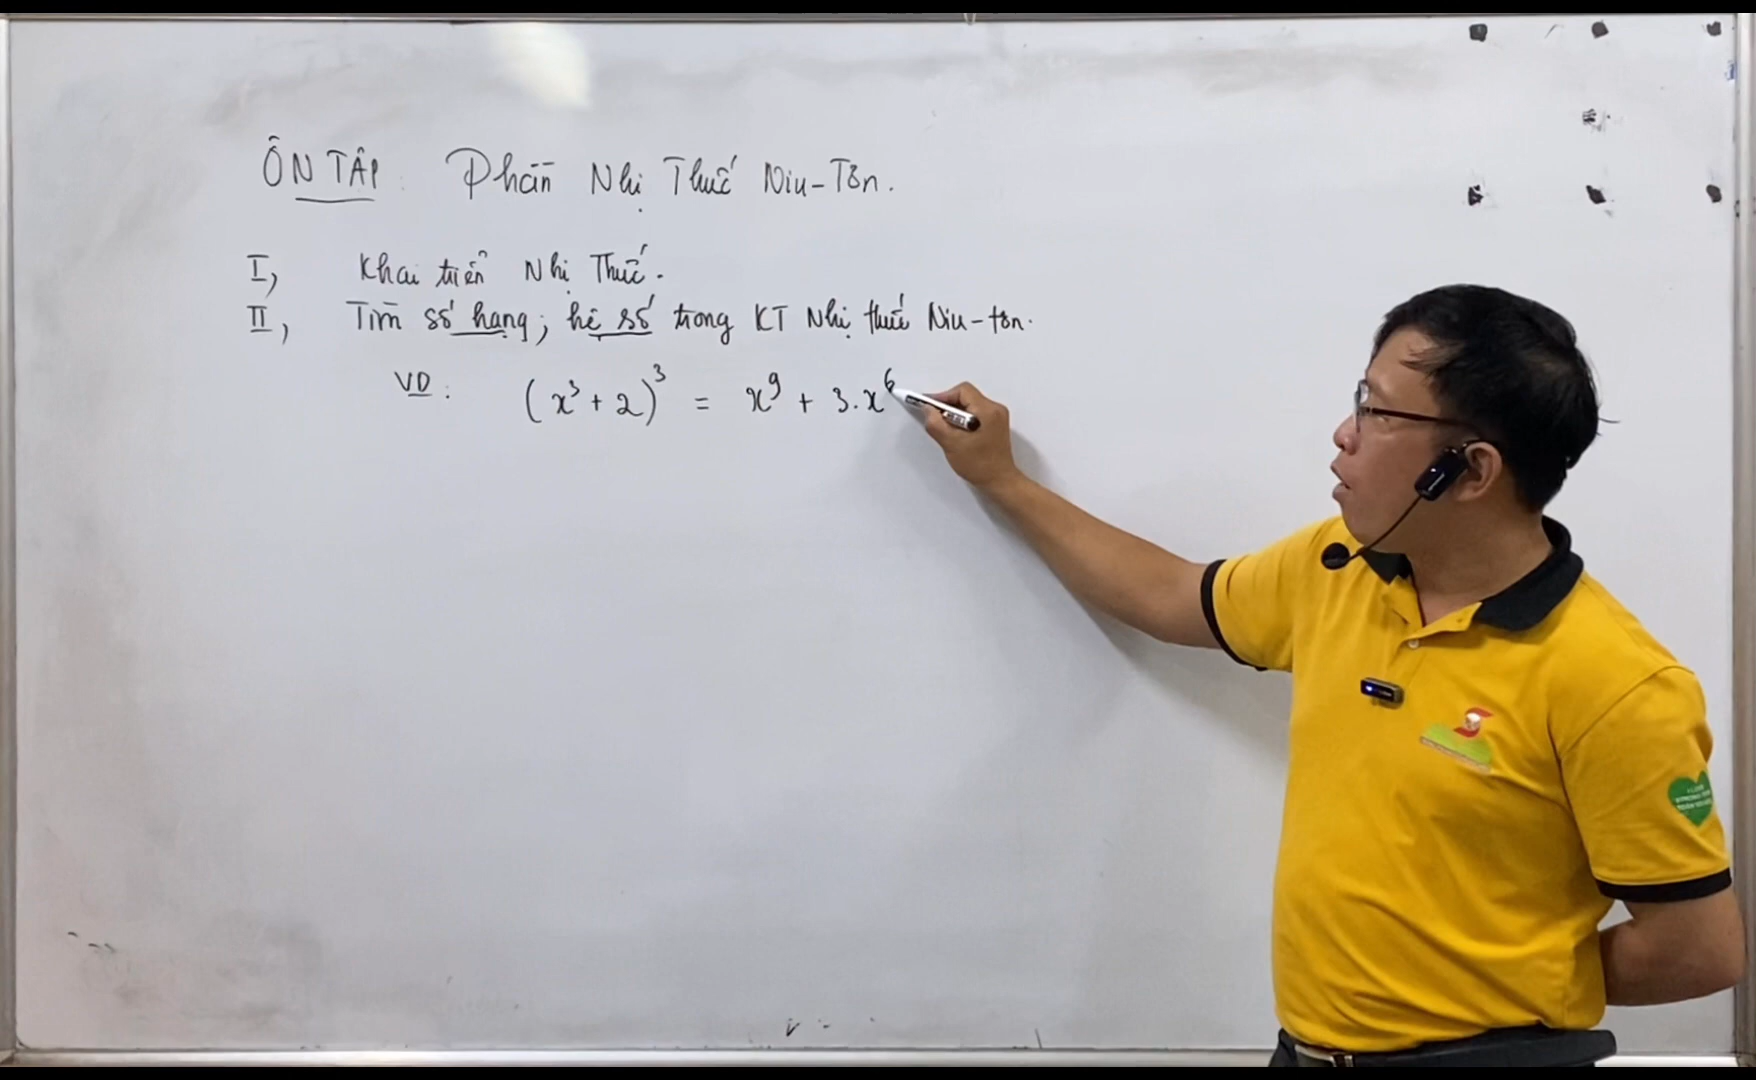 ÔN TẬP: Phần Nhị Thức Niu-Tơn.
I, Khai triển Nhị Thức.
II, Tìm số hạng; hệ số trong KT Nhị thức Niu-tơn.
VD: (x³ + 2)³ = x⁹ + 3.x⁶